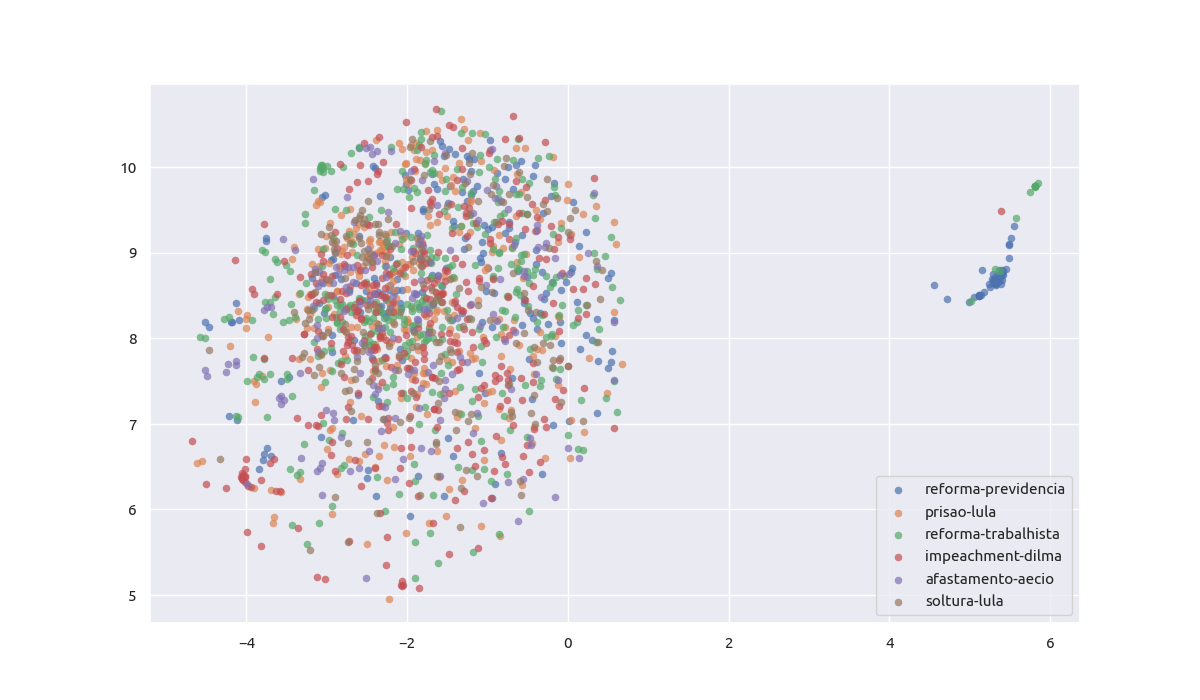 10
9
8
7
6
5
−4
−2
0
2
4
6
reforma-previdencia
prisao-lula
reforma-trabalhista
impeachment-dilma
afastamento-aecio
soltura-lula